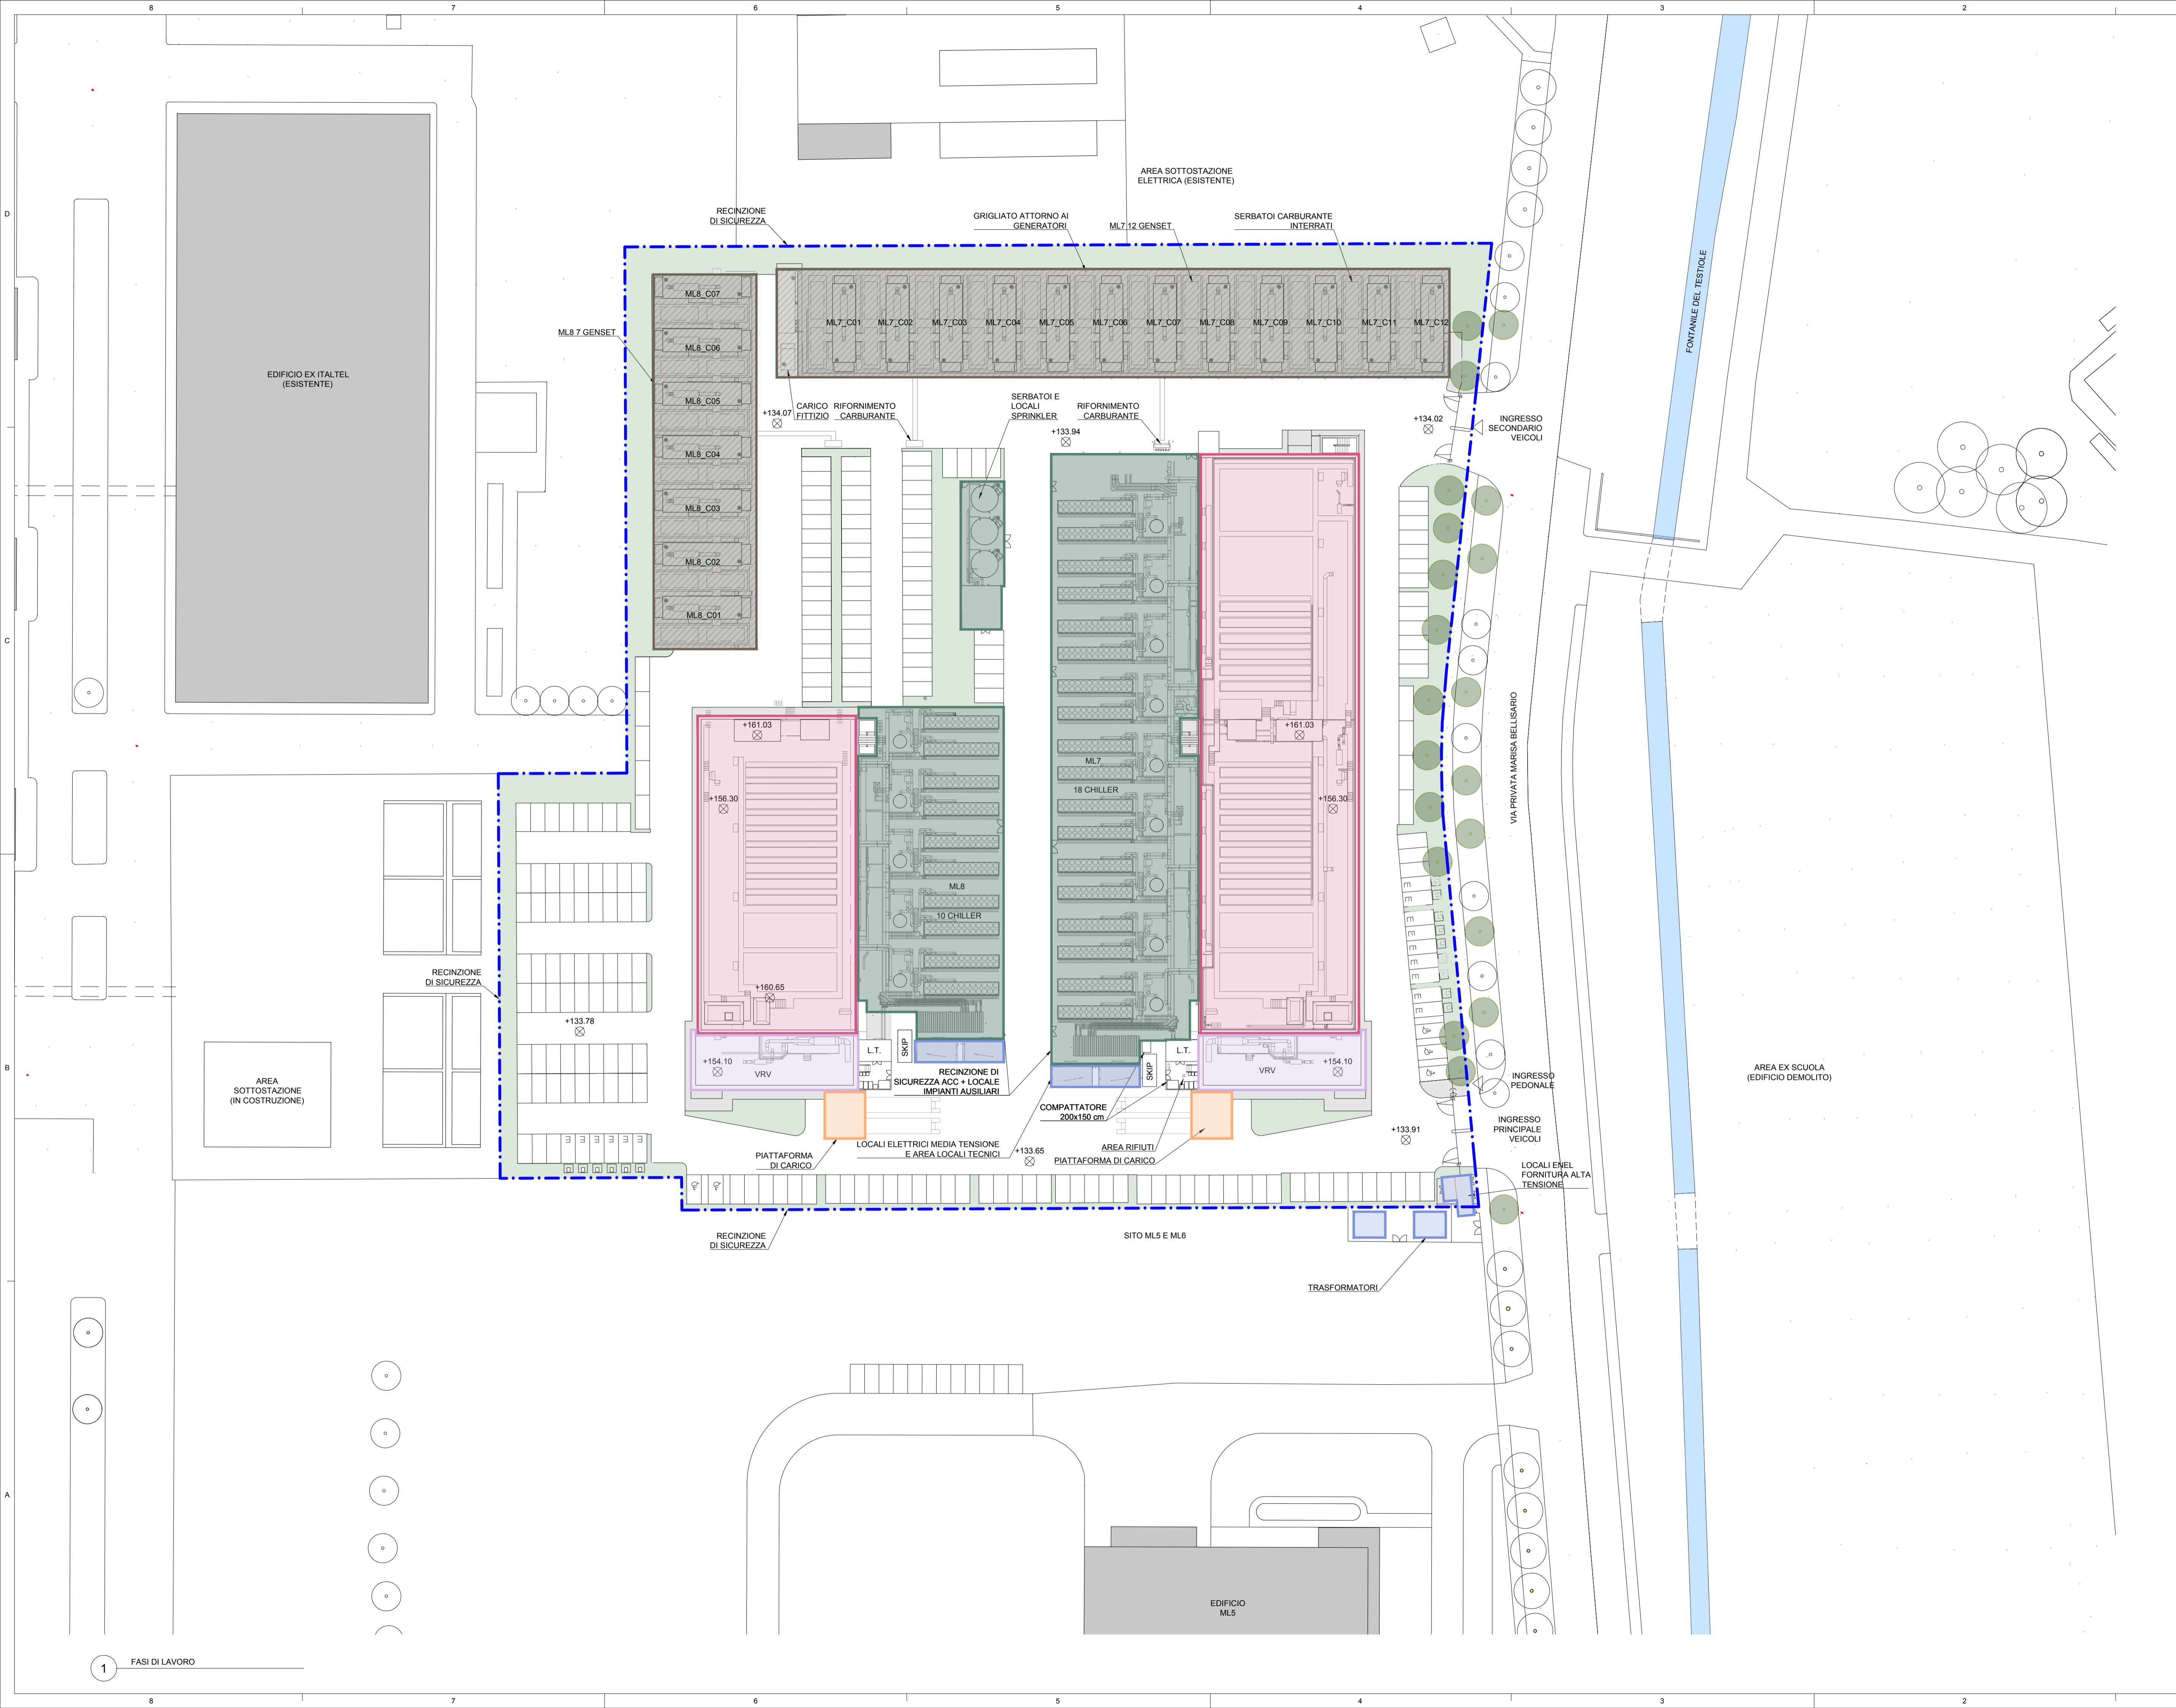 8 7 6 5 4 3 2
D
C
B
A
AREA SOTTOSTAZIONE
ELETTRICA (ESISTENTE)
RECINZIONE
DI SICUREZZA
GRIGLIATO ATTORNO AI
GENERATORI
ML7 12 GENSET
SERBATOI CARBURANTE
INTERRATI
FONTANILE DEL TESTIOLE
ML8_C07
ML8_C06
ML8_C05
ML8_C04
ML8_C03
ML8_C02
ML8_C01
ML7_C01 ML7_C02 ML7_C03 ML7_C04 ML7_C05 ML7_C06 ML7_C07 ML7_C08 ML7_C09 ML7_C10 ML7_C11 ML7_C12
ML8 7 GENSET
EDIFICIO EX ITALTEL
(ESISTENTE)
+134.07
CARICO
FITTIZIO
RIFORNIMENTO
CARBURANTE
SERBATOI E
LOCALI
SPRINKLER
+133.94
RIFORNIMENTO
CARBURANTE
+134.02
INGRESSO
SECONDARIO
VEICOLI
VIA PRIVATA MARISA BELLISARIO
+161.03
+156.30
+160.65
ML8
10 CHILLER
ML7
18 CHILLER
+161.03
+156.30
RECINZIONE
DI SICUREZZA
+133.78
AREA
SOTTOSTAZIONE
(IN COSTRUZIONE)
+154.10
VRV
L.T.
SKIP
RECINZIONE DI
SICUREZZA ACC + LOCALE
IMPIANTI AUSILIARI
COMPATTATORE
200x150 cm
SKIP
L.T.
VRV
+154.10
E E E E E E
E E E E E E E
INGRESSO
PEDONALE
INGRESSO
PRINCIPALE
VEICOLI
AREA EX SCUOLA
(EDIFICIO DEMOLITO)
+133.91
PIATTAFORMA
DI CARICO
LOCALI ELETTRICI MEDIA TENSIONE
E AREA LOCALI TECNICI
+133.65
AREA RIFIUTI
PIATTAFORMA DI CARICO
LOCALI ENEL
FORNITURA ALTA
TENSIONE
RECINZIONE
DI SICUREZZA
SITO ML5 E ML6
TRASFORMATORI
EDIFICIO
ML5
1 FASI DI LAVORO
8 7 6 5 4 3 2